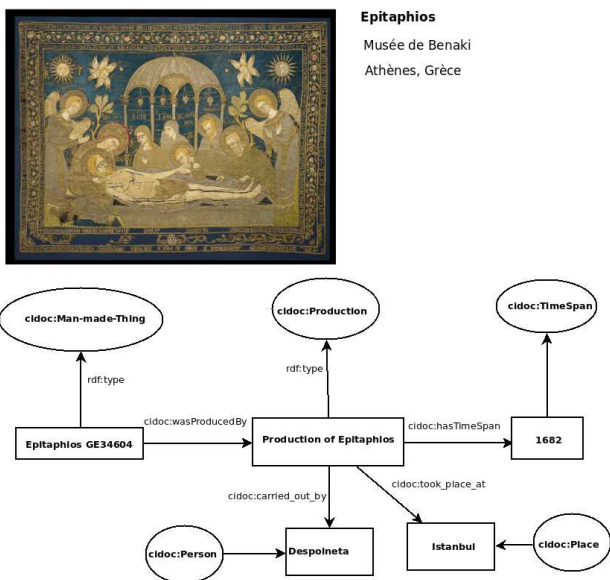 Epitaphios
Musée de Benaki
Athènes, Grèce
cidoc:Man-made-Thing
cidoc:Production
cidoc:TimeSpan
rdf:type
rdf:type
cidoc:wasProducedBy
cidoc:hasTimeSpan
Epitaphios GE34604
Production of Epitaphios
1682
cidoc:carried_out_by
cidoc:took_place_at
cidoc:Person
Despoineta
Istanbul
cidoc:Place